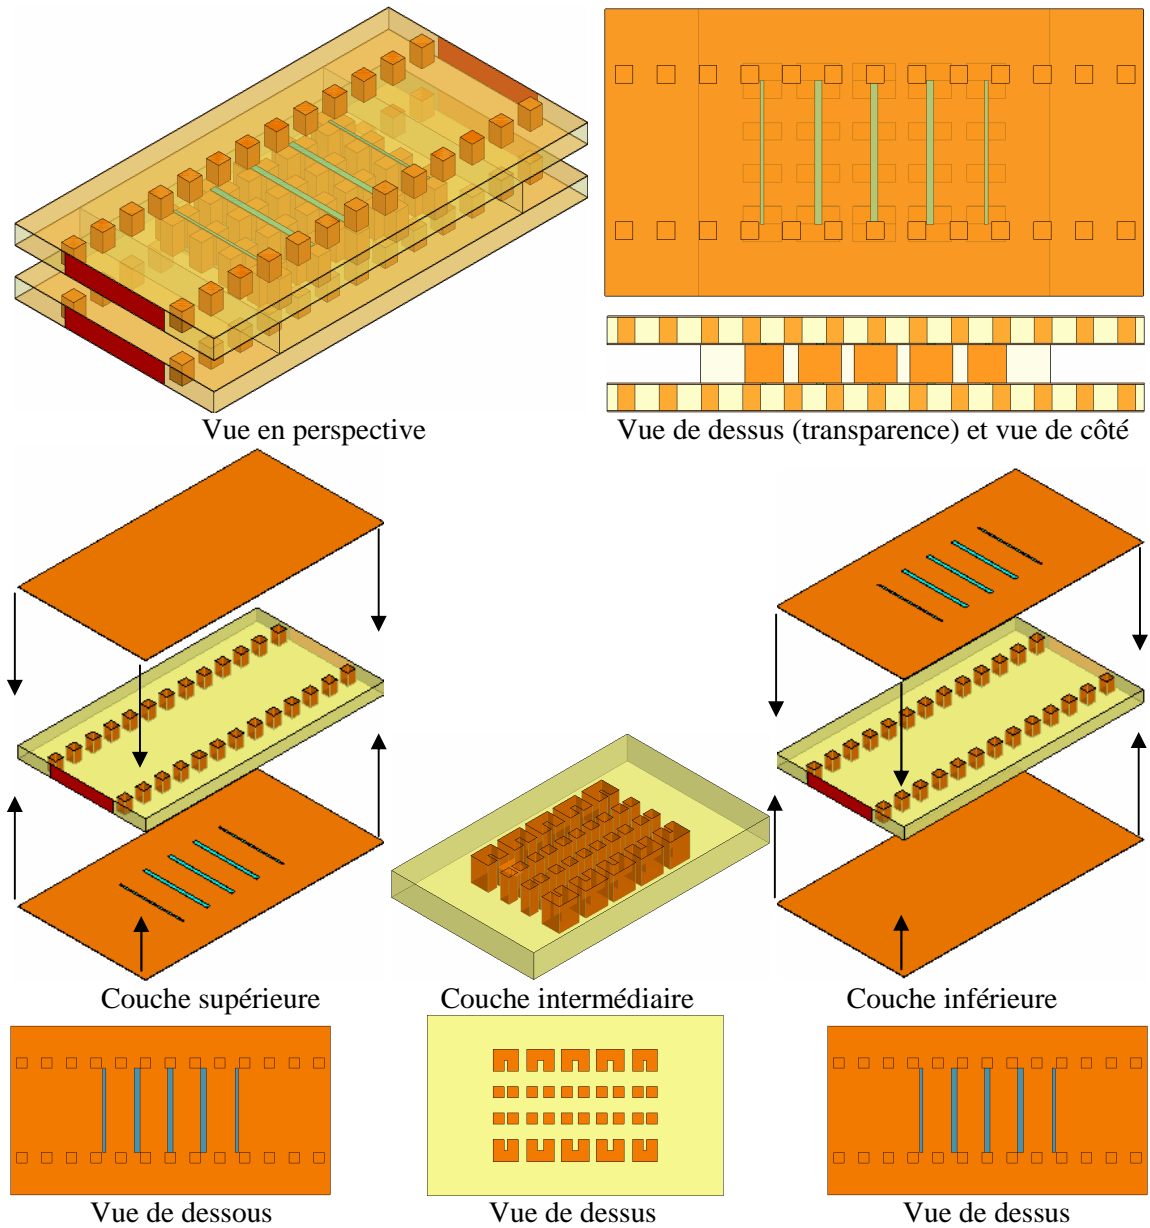 Vue en perspective
Vue de dessus (transparence) et vue de côté
Couche supérieure
Couche intermédiaire
Couche inférieure
Vue de dessous
Vue de dessus
Vue de dessus